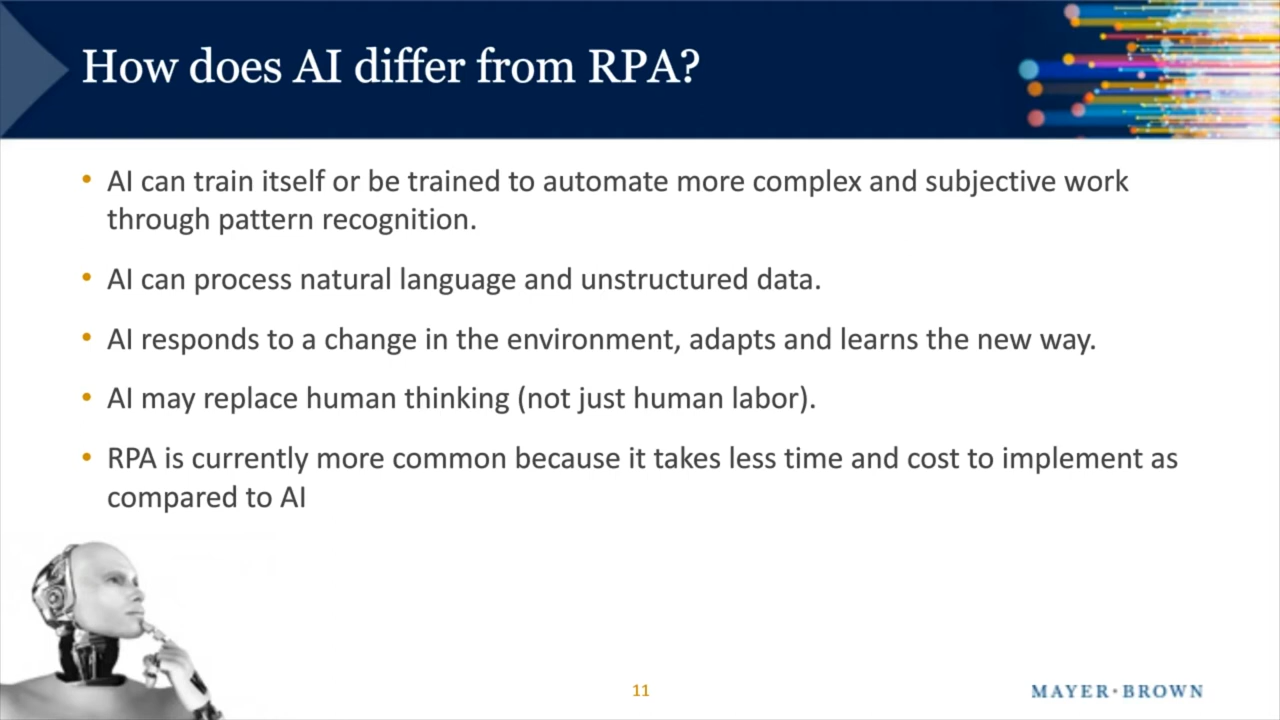 How does AI differ from RPA?
• AI can train itself or be trained to automate more complex and subjective work
through pattern recognition.
• AI can process natural language and unstructured data.
• AI responds to a change in the environment, adapts and learns the new way.
• AI may replace human thinking (not just human labor).
• RPA is currently more common because it takes less time and cost to implement as
compared to AI
11
MAYER•BROWN